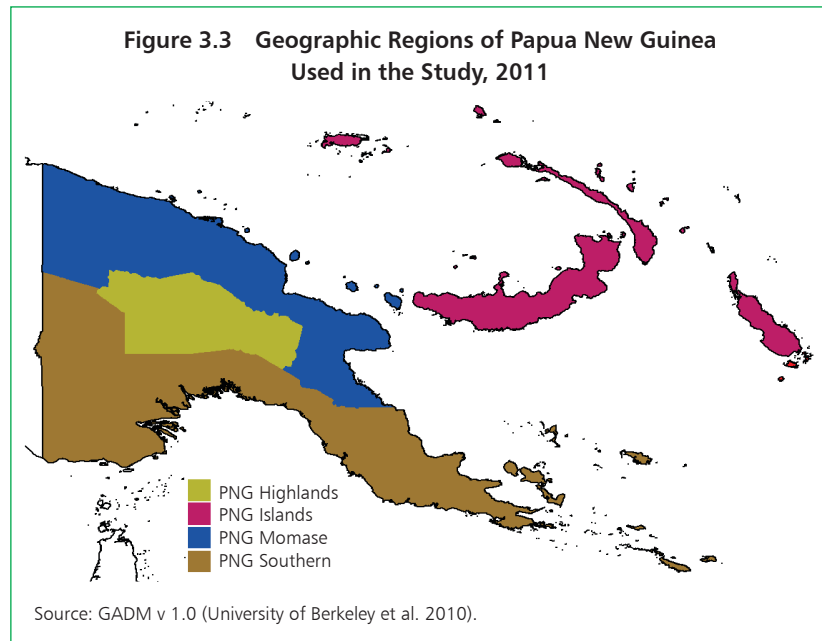 Figure 3.3 Geographic Regions of Papua New Guinea
Used in the Study, 2011
PNG Highlands
PNG Islands
PNG Momase
PNG Southern
Source: GADM v 1.0 (University of Berkeley et al. 2010).